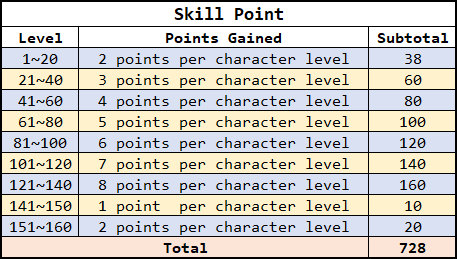 Skill Point
Level Points Gained Subtotal
1~20 2 points per character level 38
21~40 3 points per character level 60
41~60 4 points per character level 80
61~80 5 points per character level 100
81~100 6 points per character level 120
101~120 7 points per character level 140
121~140 8 points per character level 160
141~150 1 point per character level 10
151~160 2 points per character level 20
Total 728